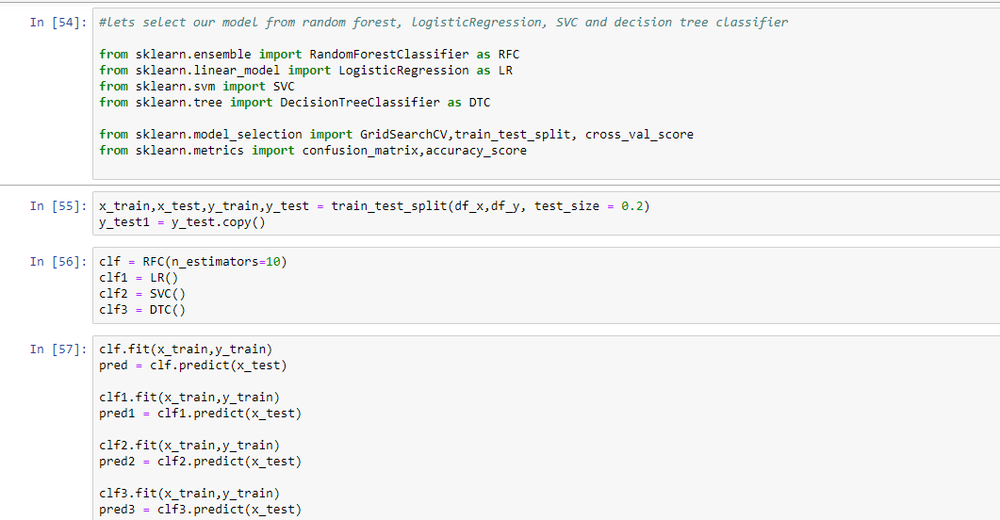 In [54]: #lets select our model from random forest, logisticRegression, SVC and decision tree classifier
from sklearn.ensemble import RandomForestClassifier as RFC
from sklearn.linear_model import LogisticRegression as LR
from sklearn.svm import SVC
from sklearn.tree import DecisionTreeClassifier as DTC
from sklearn.model_selection import GridSearchCV,train_test_split, cross_val_score
from sklearn.metrics import confusion_matrix,accuracy_score
In [55]: x_train,x_test,y_train,y_test = train_test_split(df_x,df_y, test_size = 0.2)
y_test1 = y_test.copy()
In [56]: clf = RFC(n_estimators=10)
clf1 = LR()
clf2 = SVC()
clf3 = DTC()
In [57]: clf.fit(x_train,y_train)
pred = clf.predict(x_test)
clf1.fit(x_train,y_train)
pred1 = clf1.predict(x_test)
clf2.fit(x_train,y_train)
pred2 = clf2.predict(x_test)
clf3.fit(x_train,y_train)
pred3 = clf3.predict(x_test)